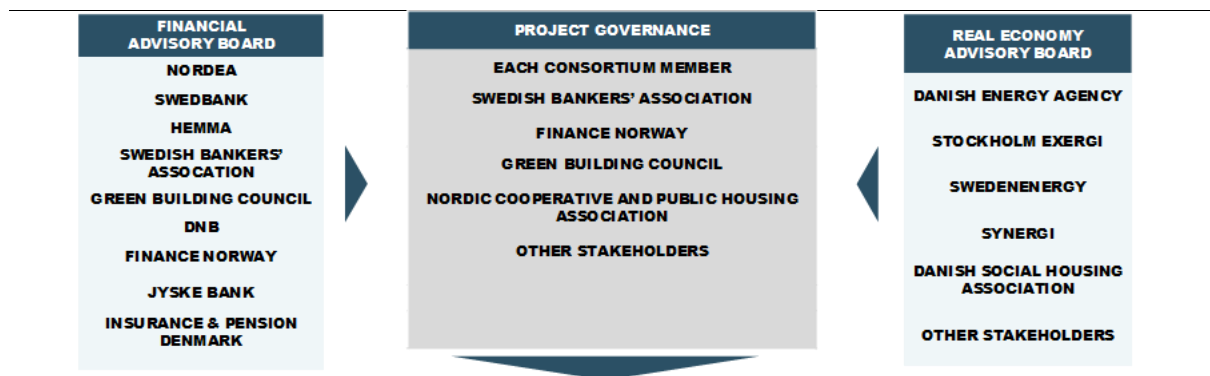 FINANCIAL
ADVISORY BOARD
NORDEA
SWEDBANK
HEMMA
SWEDISH BANKERS'
ASSOCATION
GREEN BUILDING COUNCIL
DNB
FINANCE NORWAY
JYSKE BANK
INSURANCE & PENSION
DENMARK
PROJECT GOVERNANCE
EACH CONSORTIUM MEMBER
SWEDISH BANKERS' ASSOCIATION
FINANCE NORWAY
GREEN BUILDING COUNCIL
NORDIC COOPERATIVE AND PUBLIC HOUSING
ASSOCIATION
OTHER STAKEHOLDERS
REAL ECONOMY
ADVISORY BOARD
DANISH ENERGY AGENCY
STOCKHOLM EXERGI
SWEDENENERGY
SYNERGI
DANISH SOCIAL HOUSING
ASSOCIATION
OTHER STAKEHOLDERS